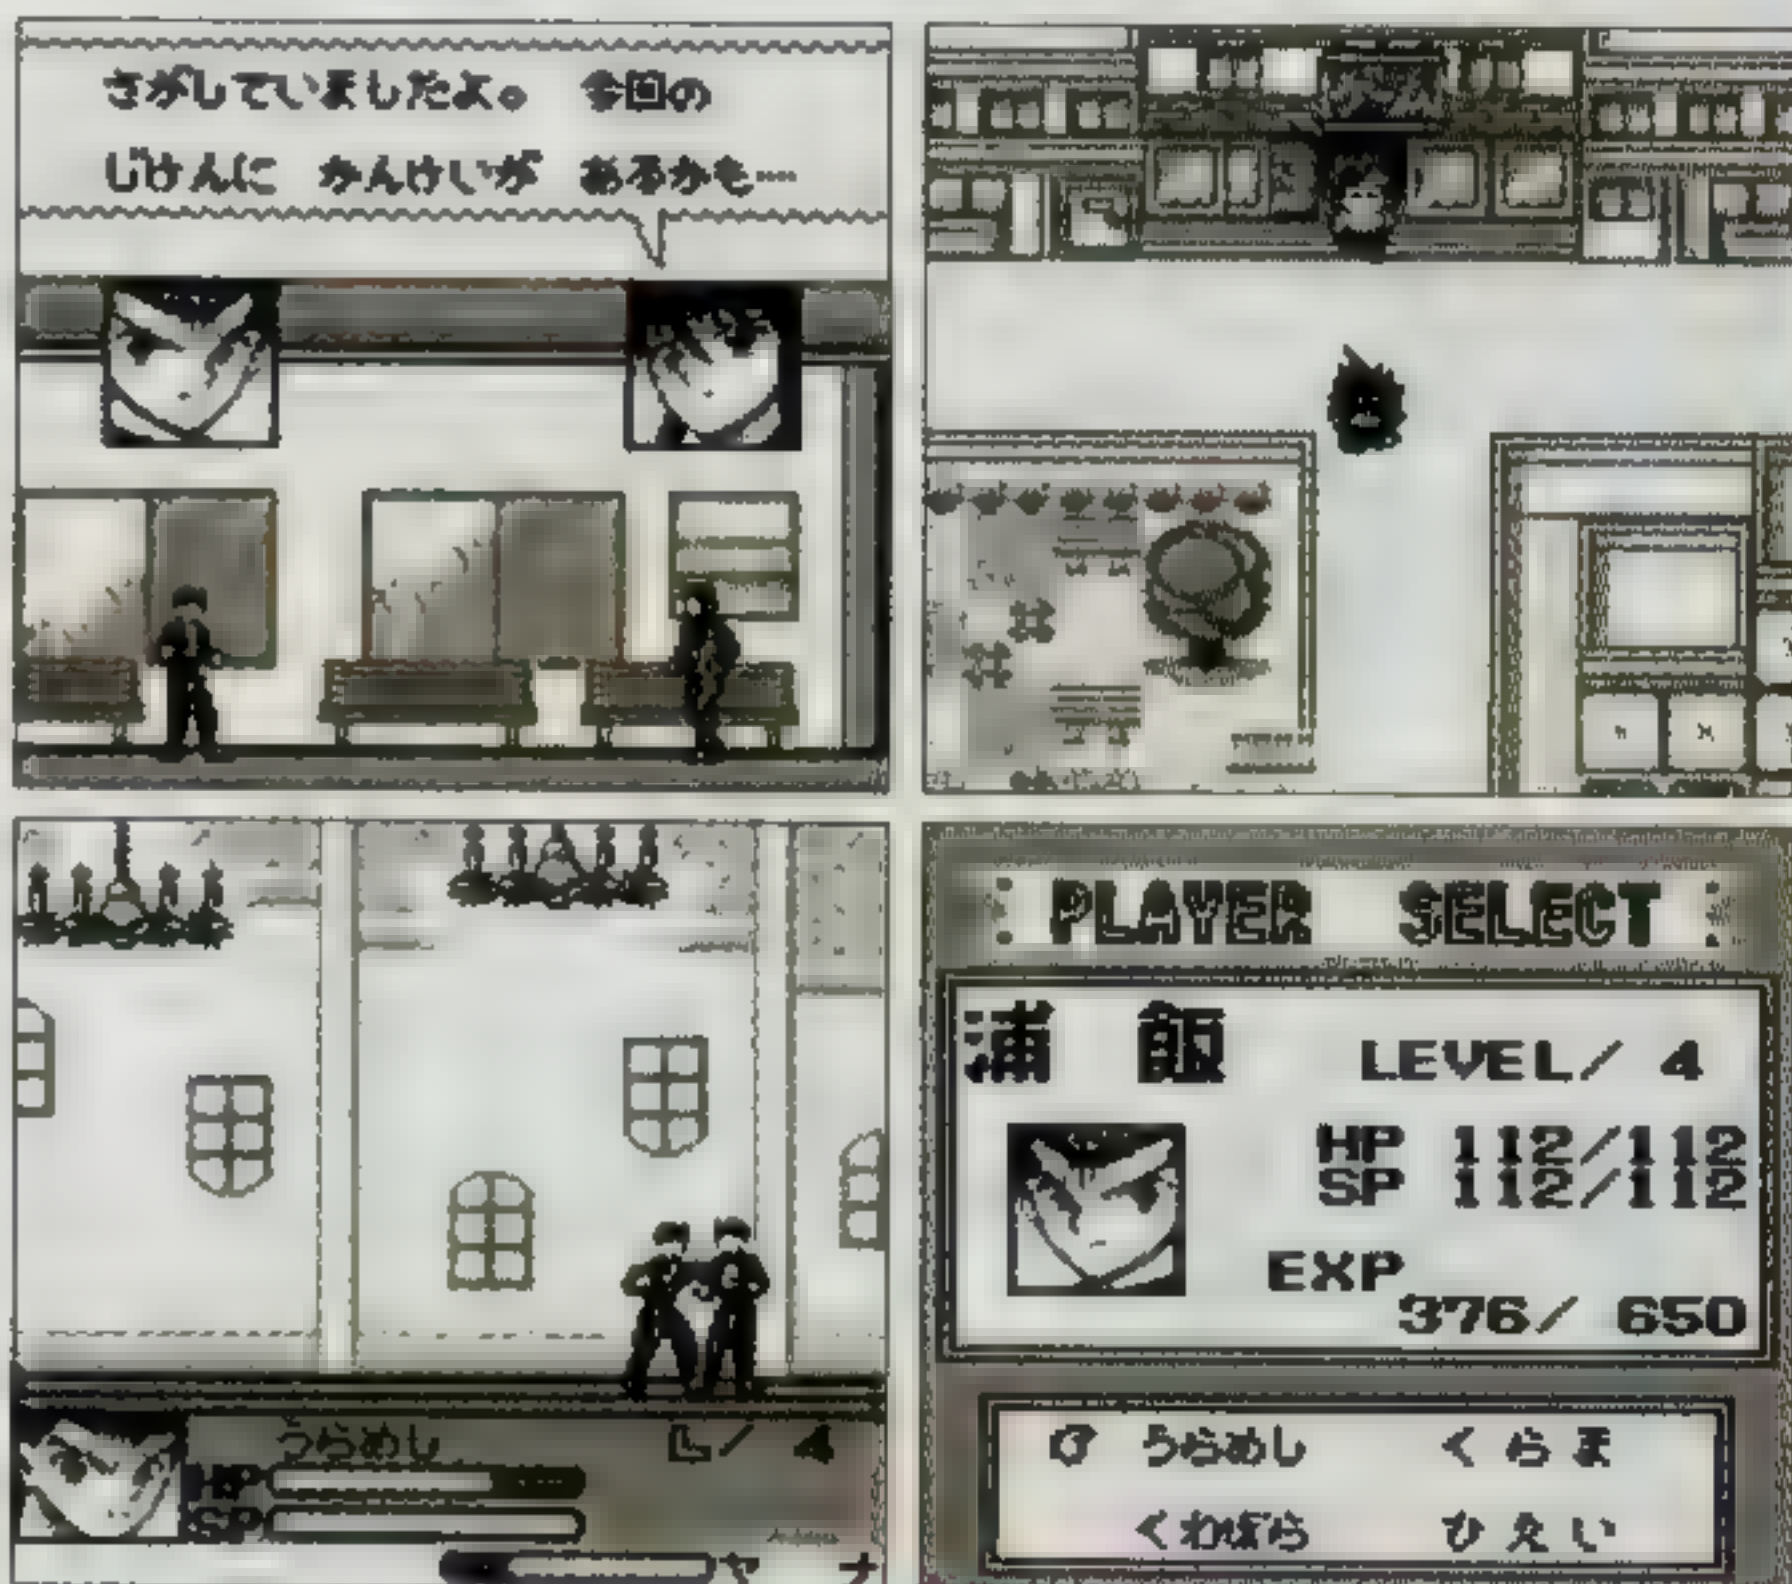 さがしていましたよ。 今回の
じけんに かんけいが あるかも…
うらめし L/ 4
HP
SP
PLAYER SELECT
浦 飯 LEVEL/ 4
HP 112/112
SP 112/112
EXP
376/ 650
うらめし くらま
くわばら ひえい